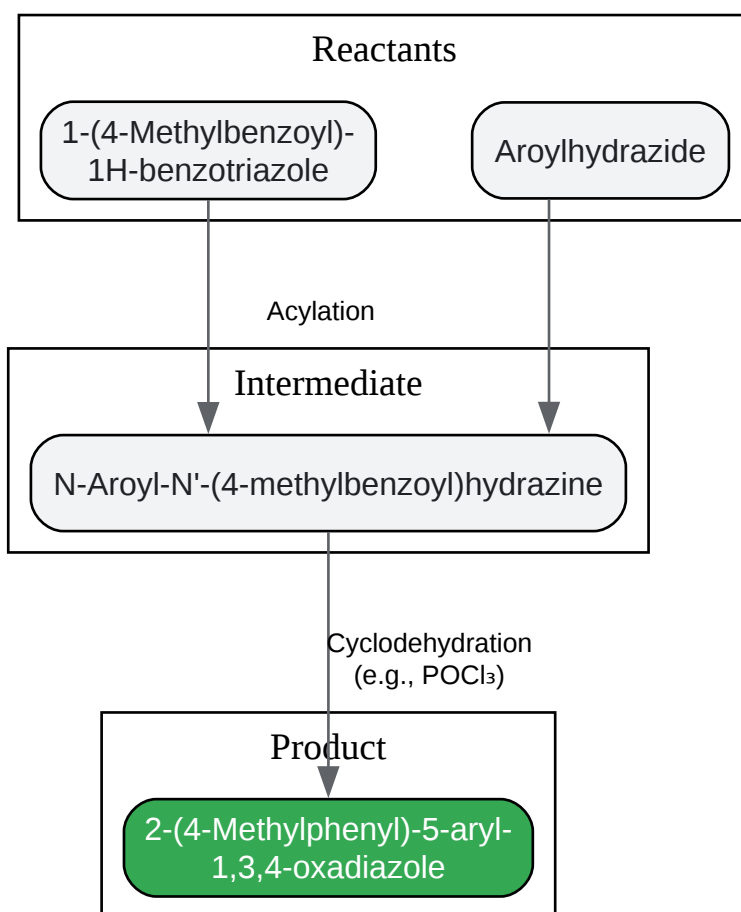 Reactants
1-(4-Methylbenzoyl)-
1H-benzotriazole
Aroylhydrazide
Acylation
Intermediate
N-Aroyl-N'-(4-methylbenzoyl)hydrazine
Cyclodehydration
(e.g., POCl₃)
Product
2-(4-Methylphenyl)-5-aryl-
1,3,4-oxadiazole